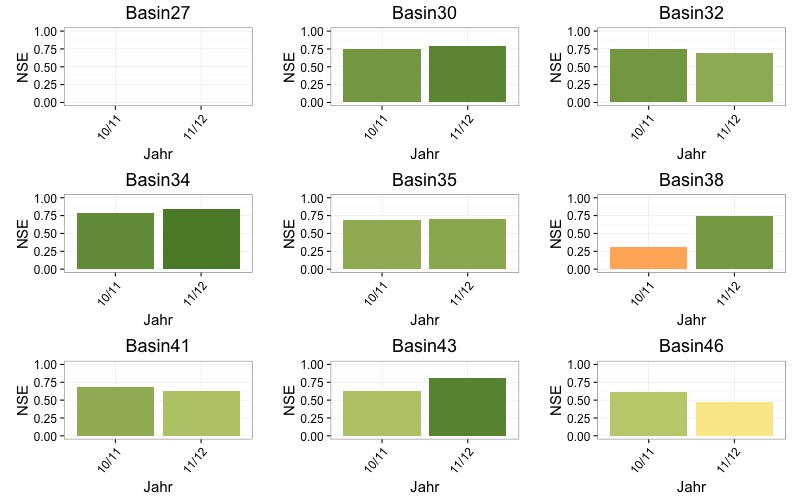 Basin27
Basin30
Basin32
NSE
1.00
0.75
0.50
0.25
0.00
10/11
11/12
Jahr
NSE
1.00
0.75
0.50
0.25
0.00
10/11
11/12
Jahr
NSE
1.00
0.75
0.50
0.25
0.00
10/11
11/12
Jahr
Basin34
Basin35
Basin38
NSE
1.00
0.75
0.50
0.25
0.00
10/11
11/12
Jahr
NSE
1.00
0.75
0.50
0.25
0.00
10/11
11/12
Jahr
NSE
1.00
0.75
0.50
0.25
0.00
10/11
11/12
Jahr
Basin41
Basin43
Basin46
NSE
1.00
0.75
0.50
0.25
0.00
10/11
11/12
Jahr
NSE
1.00
0.75
0.50
0.25
0.00
10/11
11/12
Jahr
NSE
1.00
0.75
0.50
0.25
0.00
10/11
11/12
Jahr